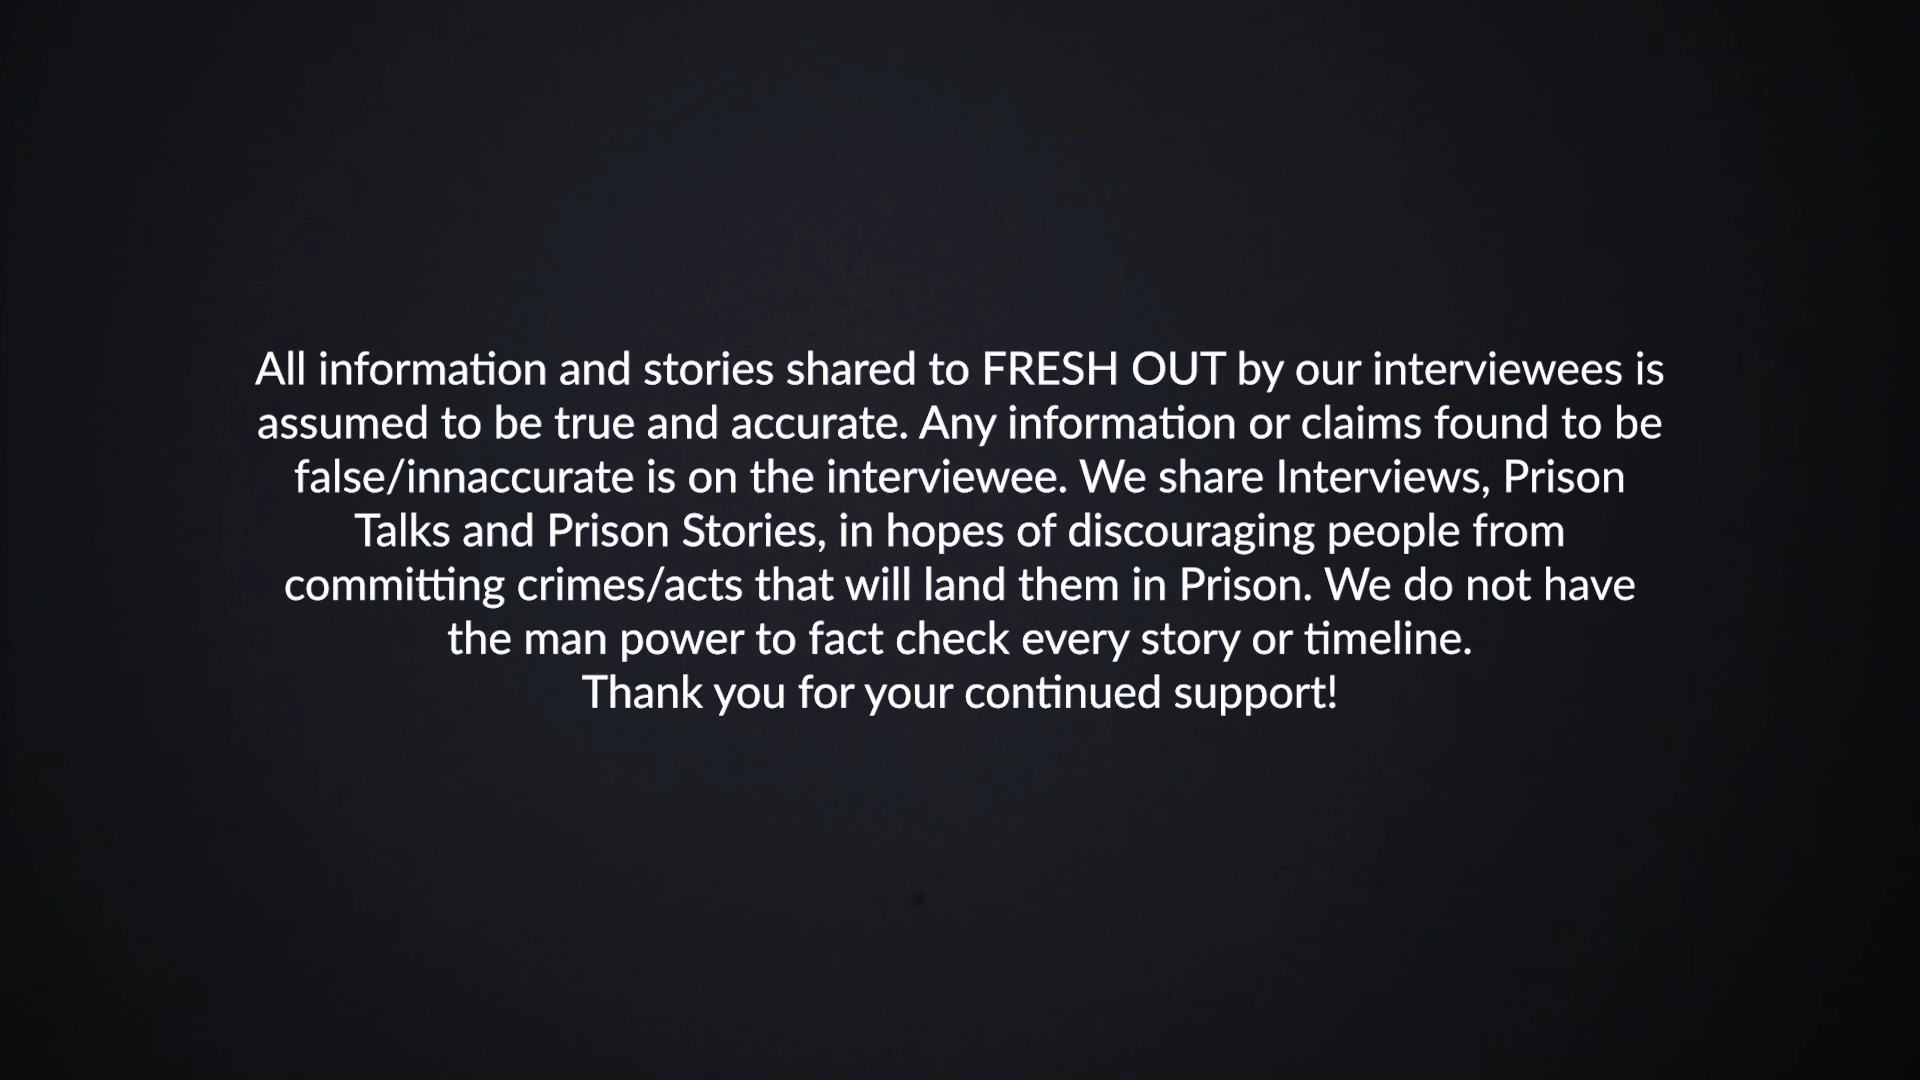 All information and stories shared to FRESH OUT by our interviewees is
assumed to be true and accurate. Any information or claims found to be
false/innaccurate is on the interviewee. We share Interviews, Prison
Talks and Prison Stories, in hopes of discouraging people from
committing crimes/acts that will land them in Prison. We do not have
the man power to fact check every story or timeline.
Thank you for your continued support!